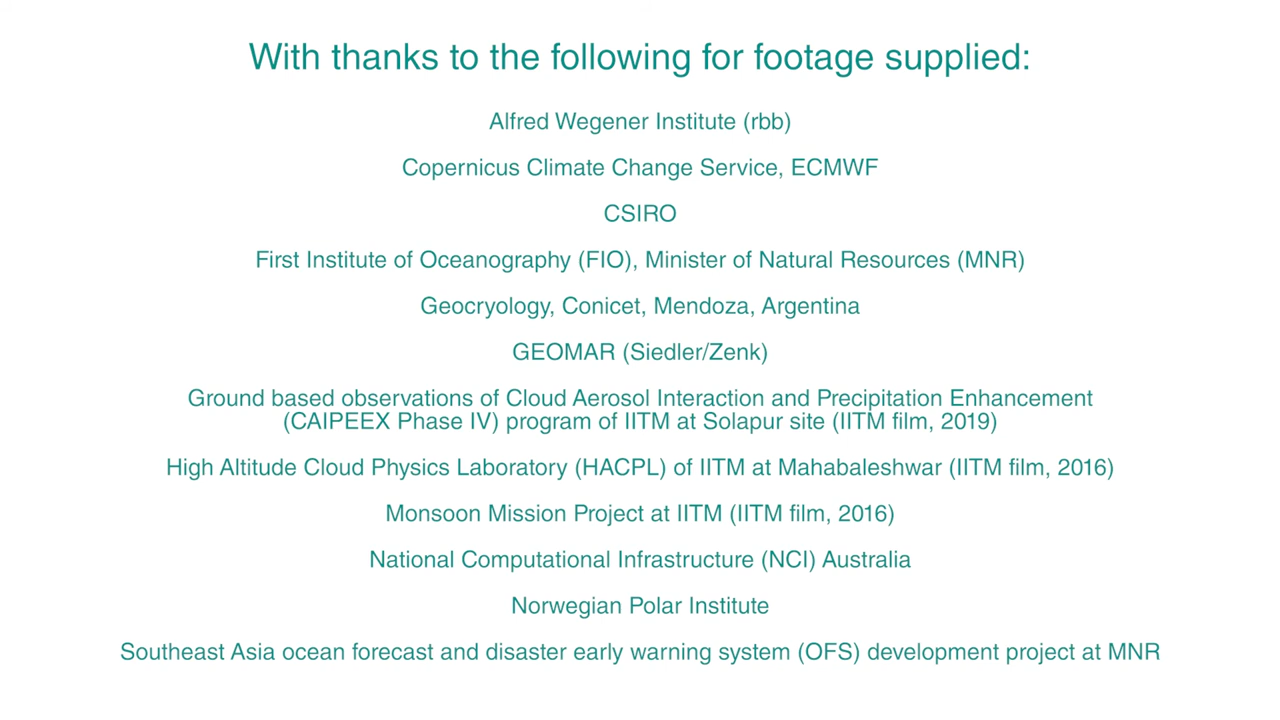 With thanks to the following for footage supplied:
Alfred Wegener Institute (rbb)
Copernicus Climate Change Service, ECMWF
CSIRO
First Institute of Oceanography (FIO), Minister of Natural Resources (MNR)
Geocryology, Conicet, Mendoza, Argentina
GEOMAR (Siedler/Zenk)
Ground based observations of Cloud Aerosol Interaction and Precipitation Enhancement
(CAIPEEX Phase IV) program of IITM at Solapur site (IITM film, 2019)
High Altitude Cloud Physics Laboratory (HACPL) of IITM at Mahabaleshwar (IITM film, 2016)
Monsoon Mission Project at IITM (IITM film, 2016)
National Computational Infrastructure (NCI) Australia
Norwegian Polar Institute
Southeast Asia ocean forecast and disaster early warning system (OFS) development project at MNR